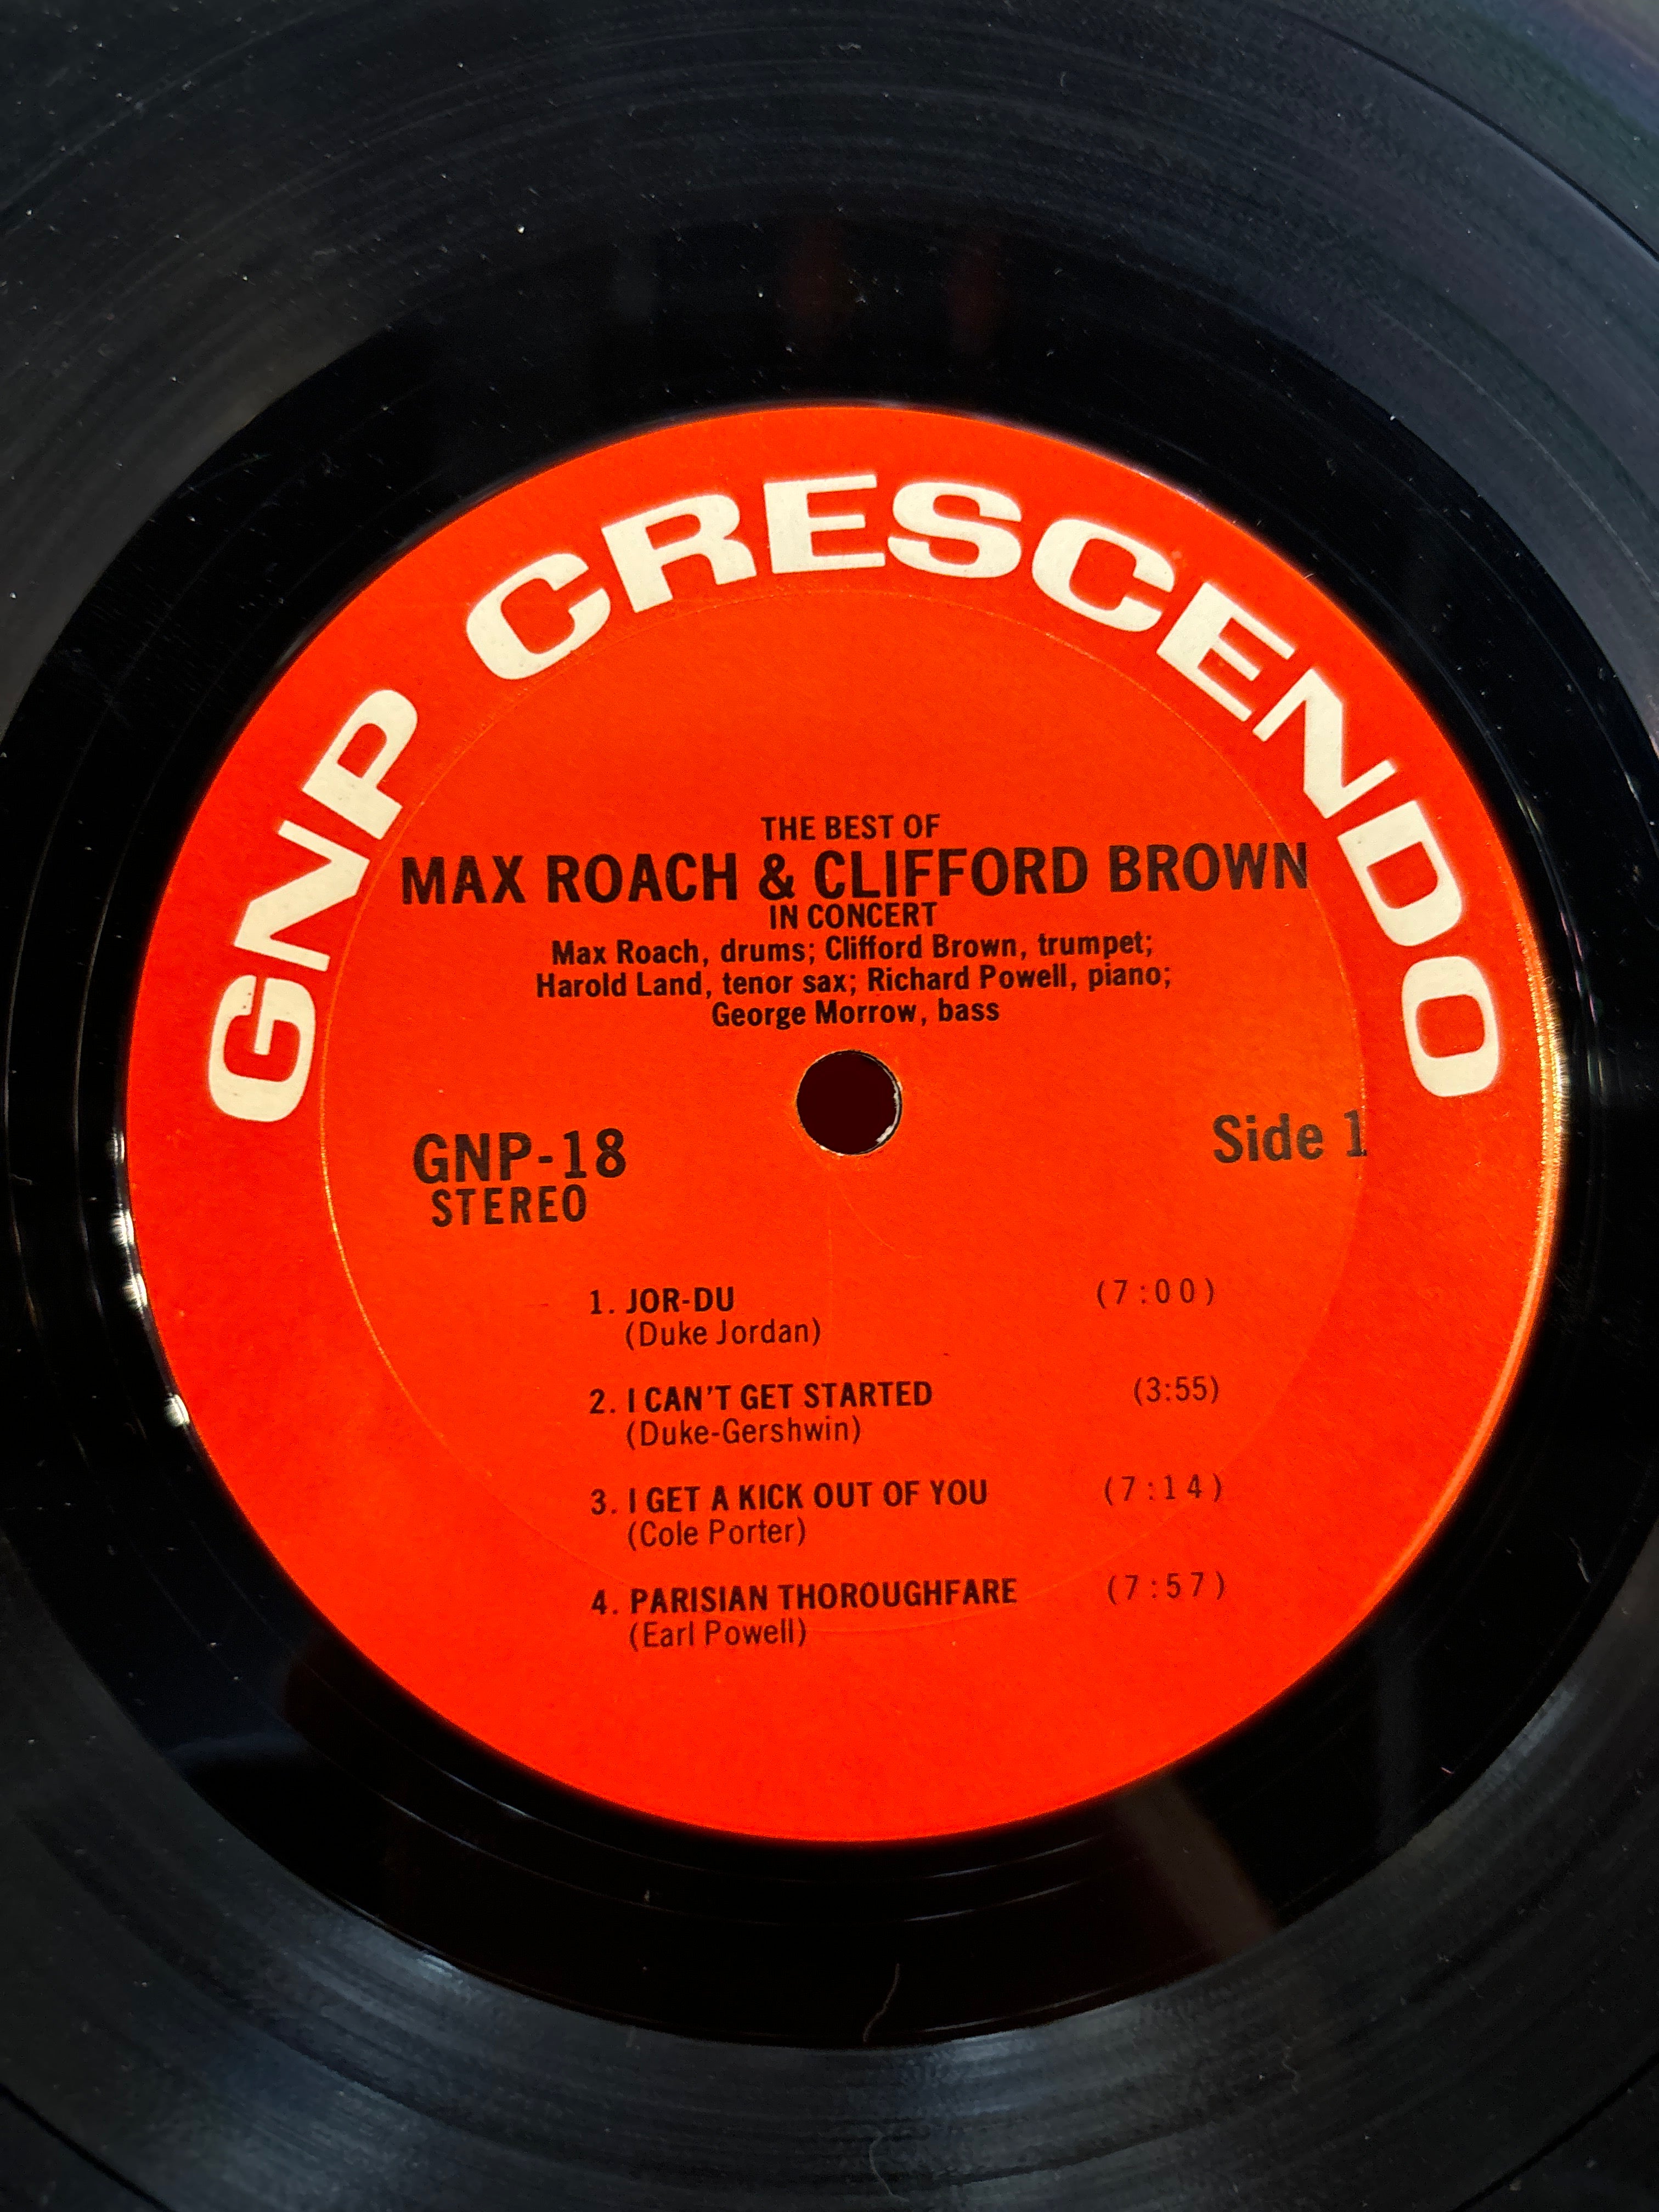 GNP CRESCENDO
THE BEST OF
MAX ROACH & CLIFFORD BROWN
IN CONCERT
Max Roach, drums; Clifford Brown, trumpet;
Harold Land, tenor sax; Richard Powell, piano;
George Morrow, bass
GNP-18
STEREO
Side 1
1. JOR-DU (7:00)
(Duke Jordan)
2. I CAN'T GET STARTED (3:55)
(Duke-Gershwin)
3. I GET A KICK OUT OF YOU (7:14)
(Cole Porter)
4. PARISIAN THOROUGHFARE (7:57)
(Earl Powell)